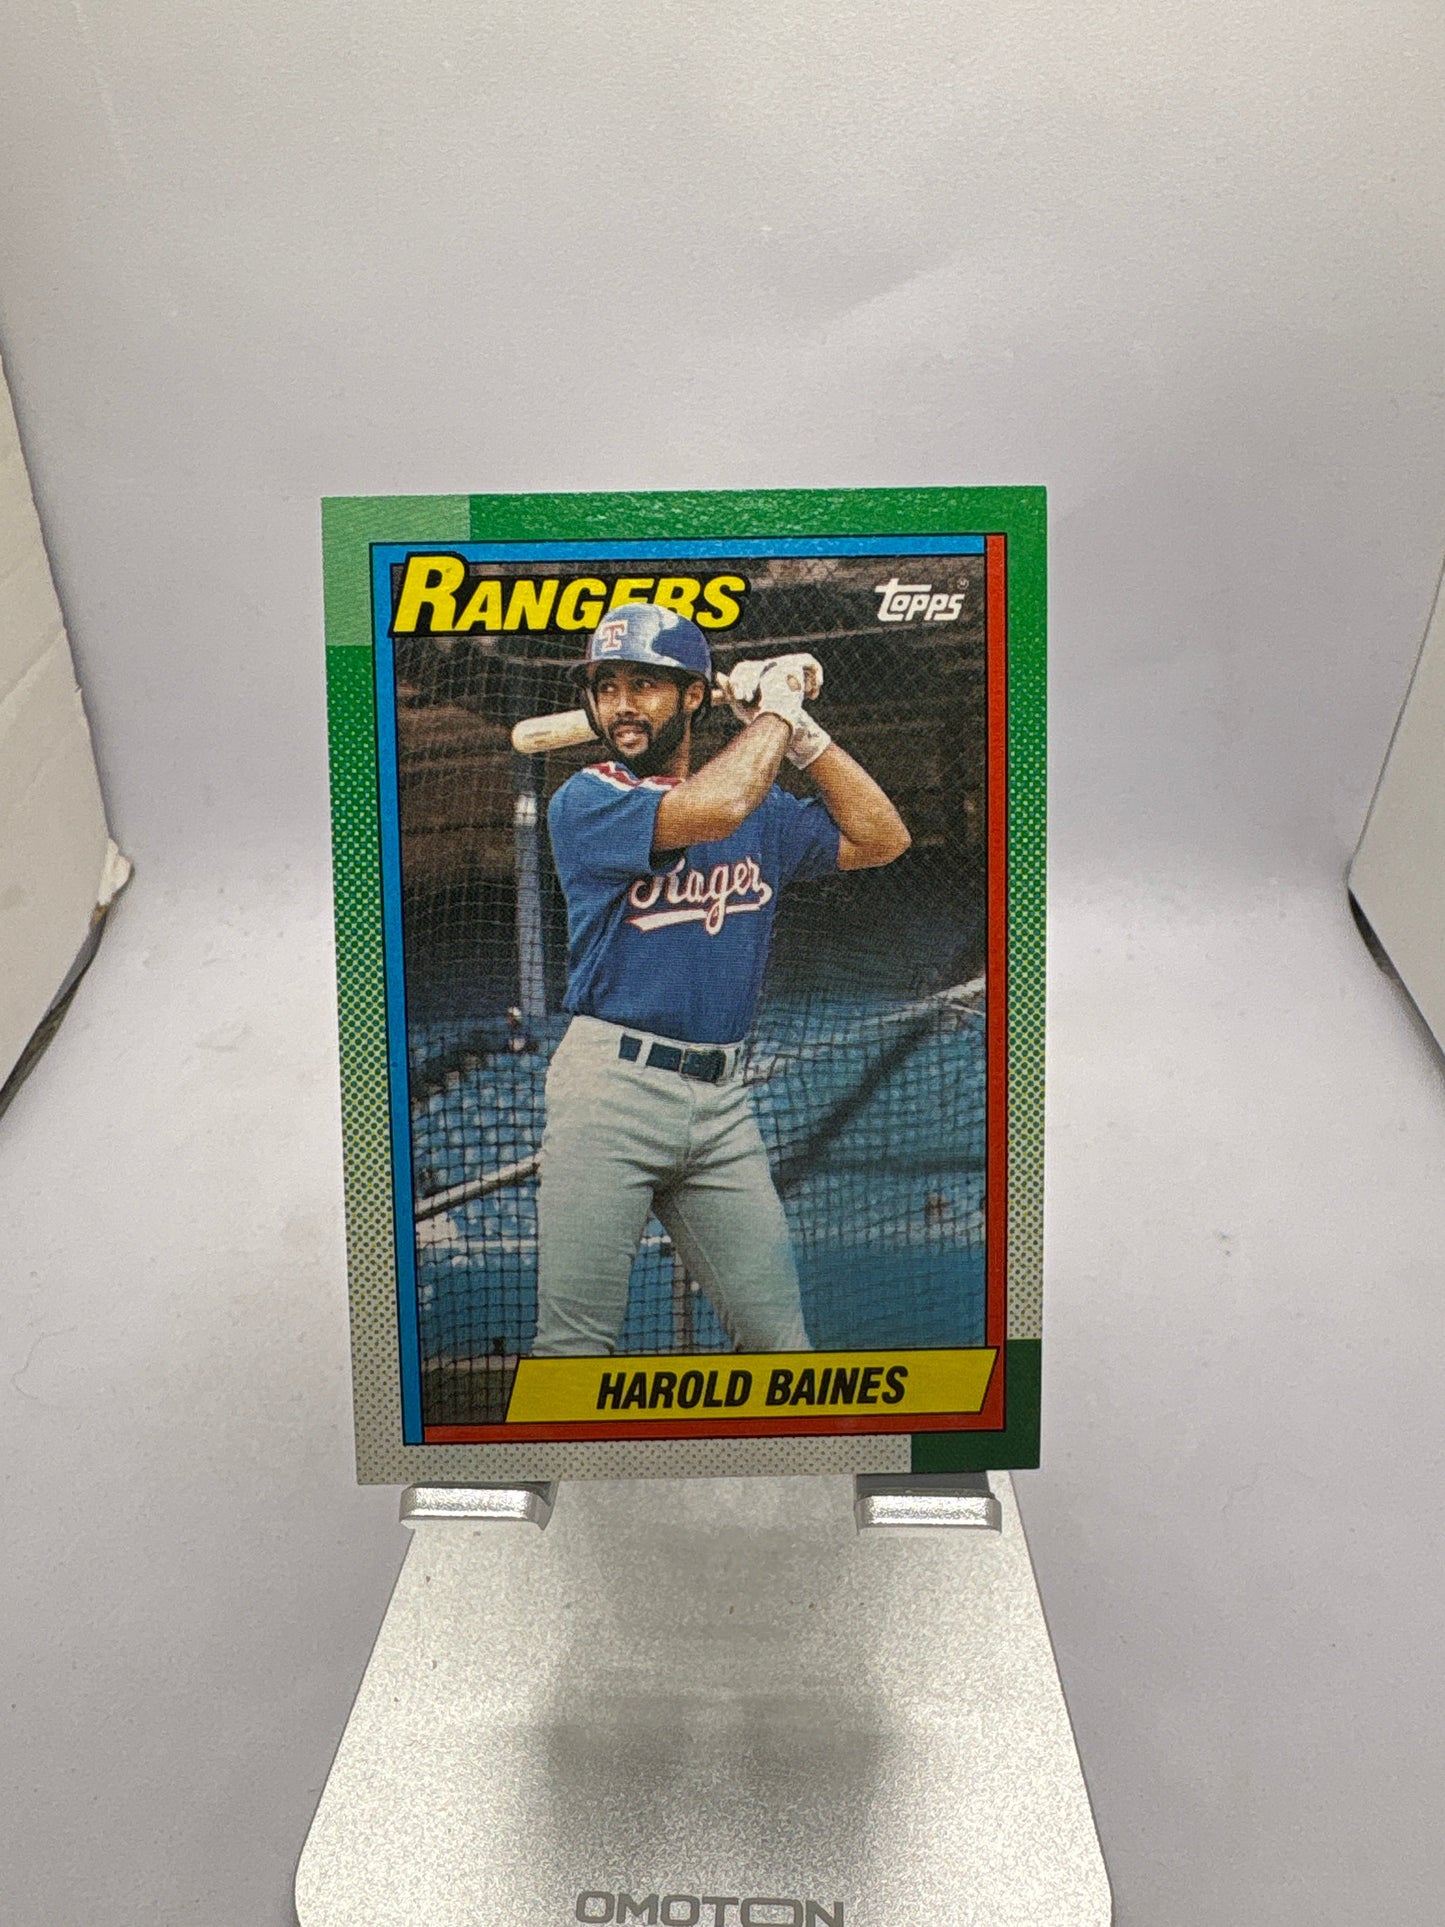 RANGERS
topps®
T
Rangers
HAROLD BAINES
OMOTON